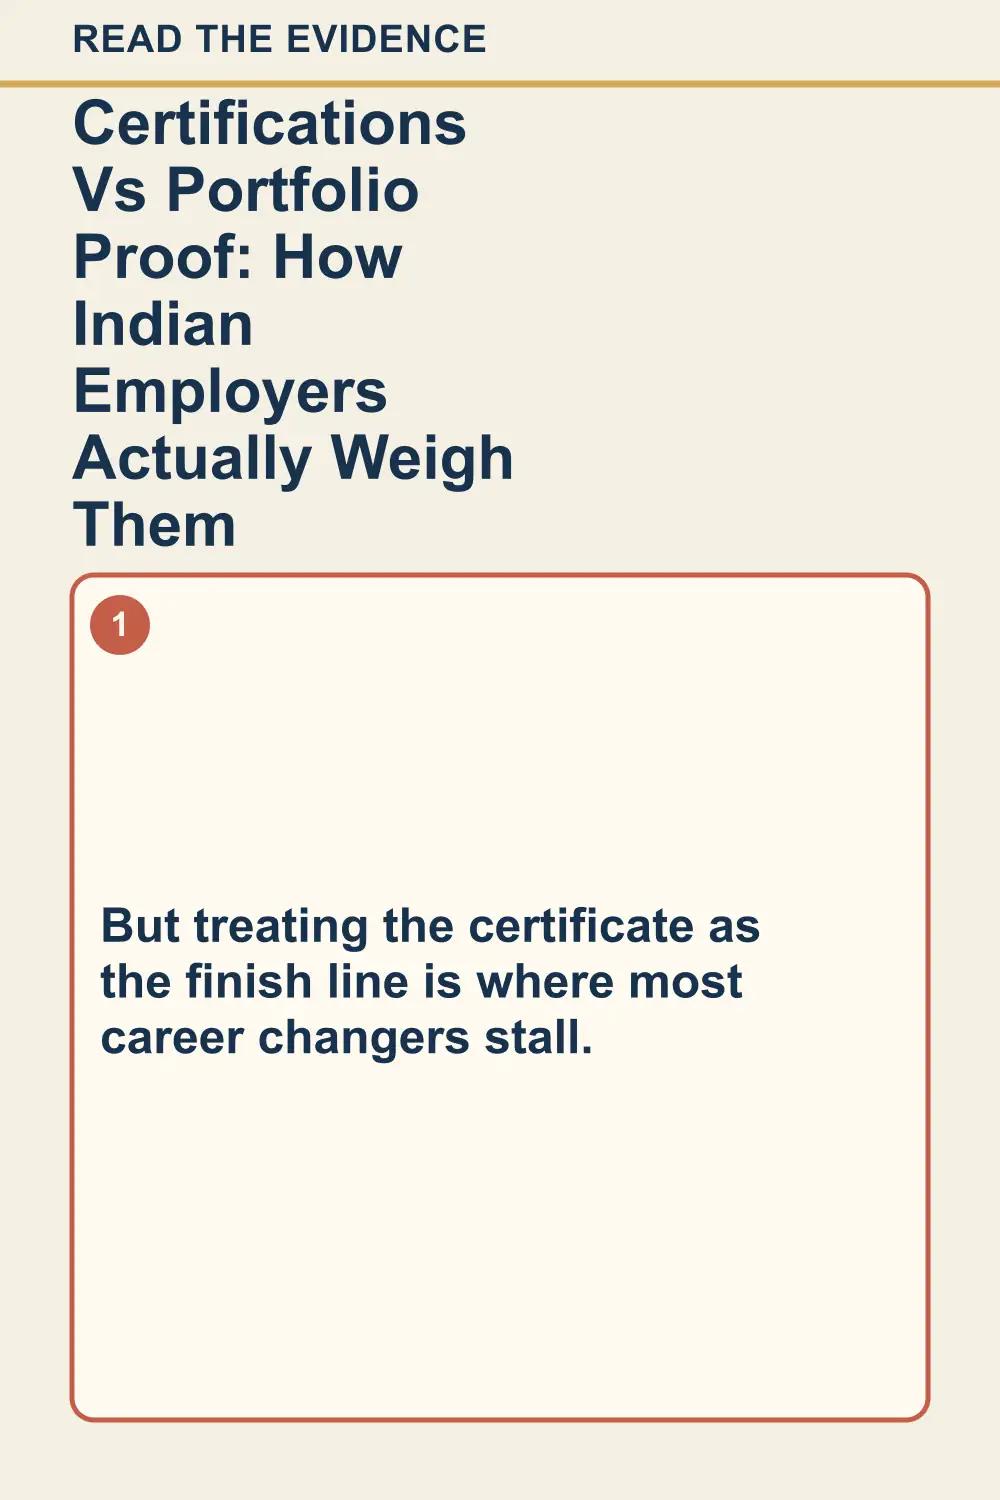 READ THE EVIDENCE
Certifications
Vs Portfolio
Proof: How
Indian
Employers
Actually Weigh
Them
1
But treating the certificate as
the finish line is where most
career changers stall.